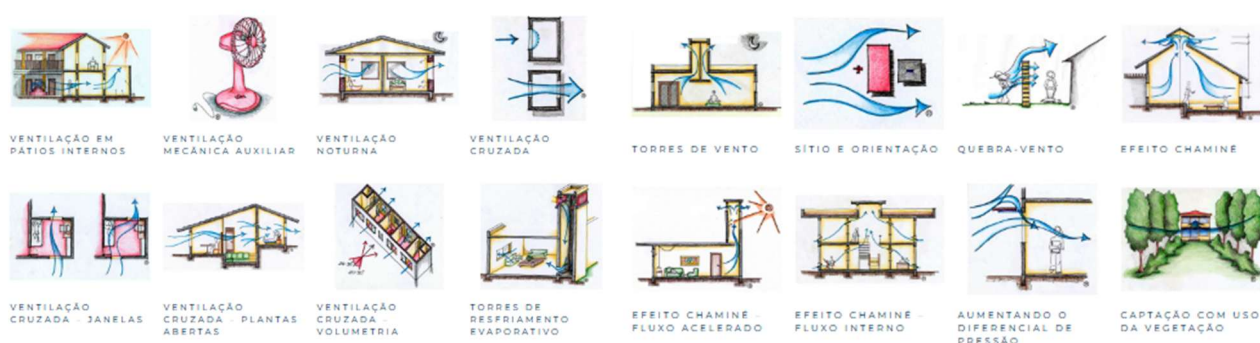 VENTILAÇÃO EM
PÁTIOS INTERNOS
VENTILAÇÃO
MECÂNICA AUXILIAR
VENTILAÇÃO
NOTURNA
VENTILAÇÃO
CRUZADA
TORRES DE VENTO
SÍTIO E ORIENTAÇÃO
QUEBRA-VENTO
EFEITO CHAMINÉ
VENTILAÇÃO
CRUZADA - JANELAS
VENTILAÇÃO
CRUZADA - PLANTAS
ABERTAS
VENTILAÇÃO
CRUZADA -
VOLUMETRIA
TORRES DE
RESFRIAMENTO
EVAPORATIVO
EFEITO CHAMINÉ -
FLUXO ACELERADO
EFEITO CHAMINÉ -
FLUXO INTERNO
AUMENTANDO O
DIFERENCIAL DE
PRESSÃO
CAPTAÇÃO COM USO
DA VEGETAÇÃO